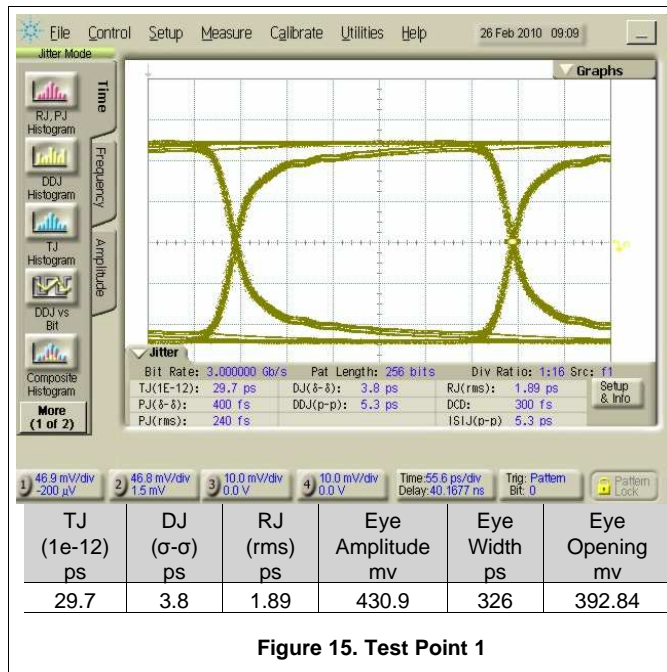 File Control Setup Measure Calibrate Utilities Help 26 Feb 2010 09:09
Jitter Mode
Graphs
RJ, PJ
Histogram
DDJ
Histogram
TJ
Histogram
DDJ vs
Bit
Composite
Histogram
More
(1 of 2)
Time
Frequency
Amplitude
Jitter
Bit Rate: 3.000000 Gb/s Pat Length: 256 bits Div Ratio: 1:16 Src: f1
TJ(1E-12): 29.7 ps DJ(δ-δ): 3.8 ps RJ(rms): 1.89 ps
PJ(δ-δ): 400 fs DDJ(p-p): 5.3 ps DCD: 300 fs
PJ(rms): 240 fs ISIJ(p-p) 5.3 ps
Setup
& Info
1) 46.9 mV/div
-200 µV
2) 46.8 mV/div
1.5 mV
3) 10.0 mV/div
0.0 V
4) 10.0 mV/div
0.0 V
Time:55.6 ps/div
Delay:40.1677 ns
Trig: Pattern
Bit: 0
Pattern
Lock
TJ DJ RJ Eye Eye Eye
(1e-12) (σ-σ) (rms) Amplitude Width Opening
ps ps ps mv ps mv
29.7 3.8 1.89 430.9 326 392.84
Figure 15. Test Point 1